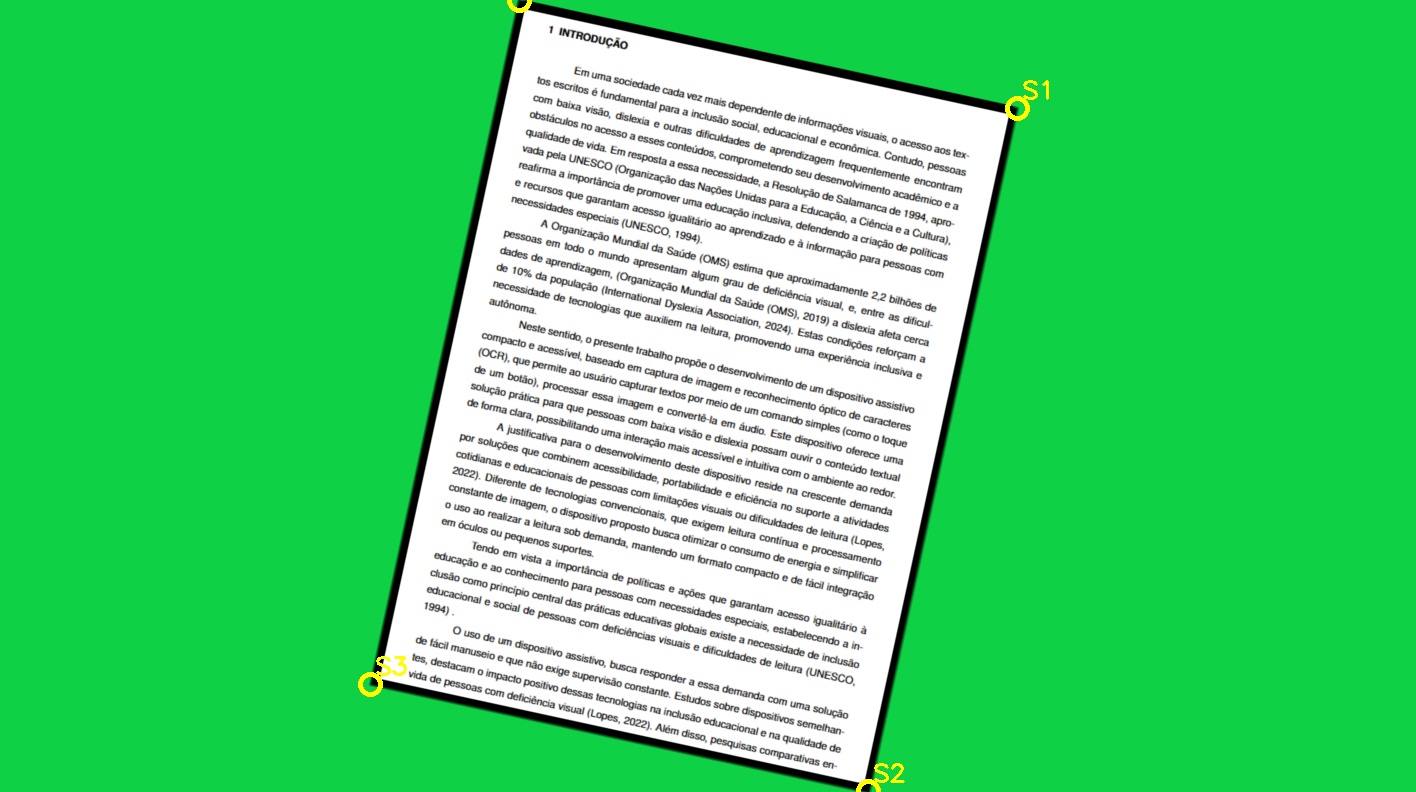 1 INTRODUÇÃO
Em uma sociedade cada vez mais dependente de informações visuais, o acesso aos tex-
tos escritos é fundamental para a inclusão social, educacional e econômica. Contudo, pessoas
com baixa visão, dislexia e outras dificuldades de aprendizagem frequentemente encontram
obstáculos no acesso a esses conteúdos, comprometendo seu desenvolvimento acadêmico e a
qualidade de vida. Em resposta a essa necessidade, a Resolução de Salamanca de 1994, apro-
vada pela UNESCO (Organização das Nações Unidas para a Educação, a Ciência e a Cultura),
reafirma a importância de promover uma educação inclusiva, defendendo a criação de políticas
e recursos que garantam acesso igualitário ao aprendizado e à informação para pessoas com
necessidades especiais (UNESCO, 1994).
A Organização Mundial da Saúde (OMS) estima que aproximadamente 2,2 bilhões de
pessoas em todo o mundo apresentam algum grau de deficiência visual, e, entre as dificul-
dades de aprendizagem, (Organização Mundial da Saúde (OMS), 2019) a dislexia afeta cerca
de 10% da população (International Dyslexia Association, 2024). Estas condições reforçam a
necessidade de tecnologias que auxiliem na leitura, promovendo uma experiência inclusiva e
autônoma.
Neste sentido, o presente trabalho propõe o desenvolvimento de um dispositivo assistivo
compacto e acessível, baseado em captura de imagem e reconhecimento óptico de caracteres
(OCR), que permite ao usuário capturar textos por meio de um comando simples (como o toque
de um botão), processar essa imagem e convertê-la em áudio. Este dispositivo oferece uma
solução prática para que pessoas com baixa visão e dislexia possam ouvir o conteúdo textual
de forma clara, possibilitando uma interação mais acessível e intuitiva com o ambiente ao redor.
A justificativa para o desenvolvimento deste dispositivo reside na crescente demanda
por soluções que combinem acessibilidade, portabilidade e eficiência no suporte a atividades
cotidianas e educacionais de pessoas com limitações visuais ou dificuldades de leitura (Lopes,
2022). Diferente de tecnologias convencionais, que exigem leitura contínua e processamento
constante de imagem, o dispositivo proposto busca otimizar o consumo de energia e simplificar
o uso ao realizar a leitura sob demanda, mantendo um formato compacto e de fácil integração
em óculos ou pequenos suportes.
Tendo em vista a importância de políticas e ações que garantam acesso igualitário à
educação e ao conhecimento para pessoas com necessidades especiais, estabelecendo a in-
clusão como princípio central das práticas educativas globais existe a necessidade de inclusão
educacional e social de pessoas com deficiências visuais e dificuldades de leitura (UNESCO,
1994) .
O uso de um dispositivo assistivo, busca responder a essa demanda com uma solução
de fácil manuseio e que não exige supervisão constante. Estudos sobre dispositivos semelhan-
tes, destacam o impacto positivo dessas tecnologias na inclusão educacional e na qualidade de
vida de pessoas com deficiência visual (Lopes, 2022). Além disso, pesquisas comparativas en-
S1
S3
S2